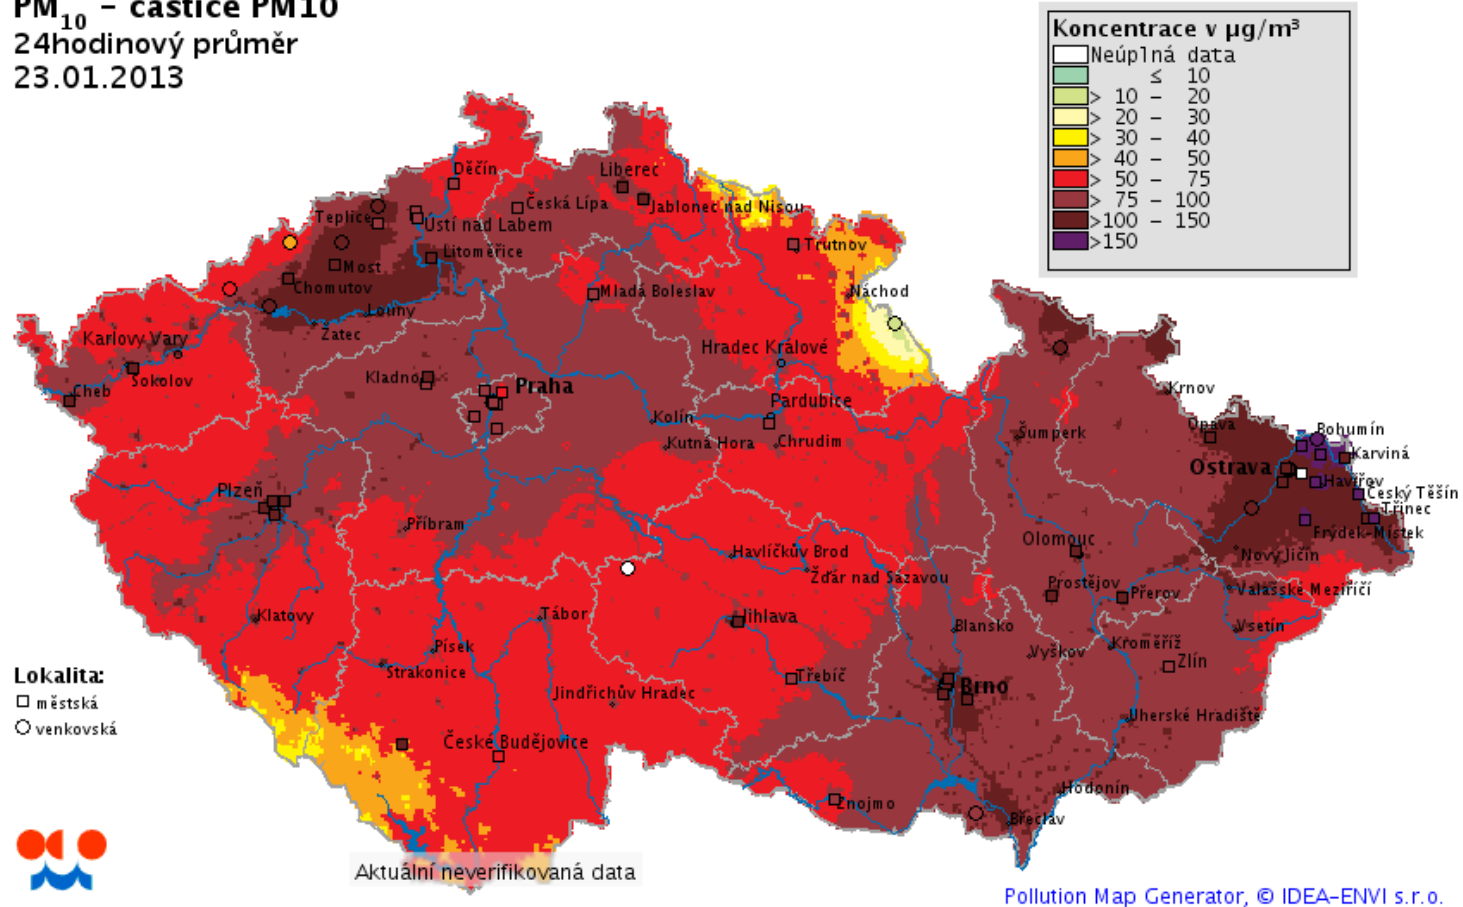 PM10 – částice PM10
24hodinový průměr
23.01.2013
Koncentrace v µg/m³
Neúplná data
≤ 10
> 10 – 20
> 20 – 30
> 30 – 40
> 40 – 50
> 50 – 75
> 75 – 100
>100 – 150
>150
Děčín
Liberec
Česká Lípa
Jablonec nad Nisou
Teplice
Ústí nad Labem
Trutnov
Litoměřice
Most
Chomutov
Mladá Boleslav
Náchod
Louny
Žatec
Karlovy Vary
Hradec Králové
Sokolov
Kladno
Praha
Cheb
Krnov
Pardubice
Kolín
Opava
Bohumín
Šumperk
Kutná Hora
Chrudim
Karviná
Ostrava
Havířov
Plzeň
Český Těšín
Třinec
Příbram
Frýdek-Místek
Olomouc
Havlíčkův Brod
Nový Jičín
Žďár nad Sázavou
Prostějov
Přerov
Valašské Meziříčí
Klatovy
Tábor
Jihlava
Blansko
Vsetín
Písek
Vyškov
Kroměříž
Zlín
Strakonice
Třebíč
Lokalita:
městská
venkovská
Jindřichův Hradec
Brno
Uherské Hradiště
České Budějovice
Hodonín
Znojmo
Břeclav
Aktuální neverifikovaná data
Pollution Map Generator, © IDEA-ENVI s.r.o.